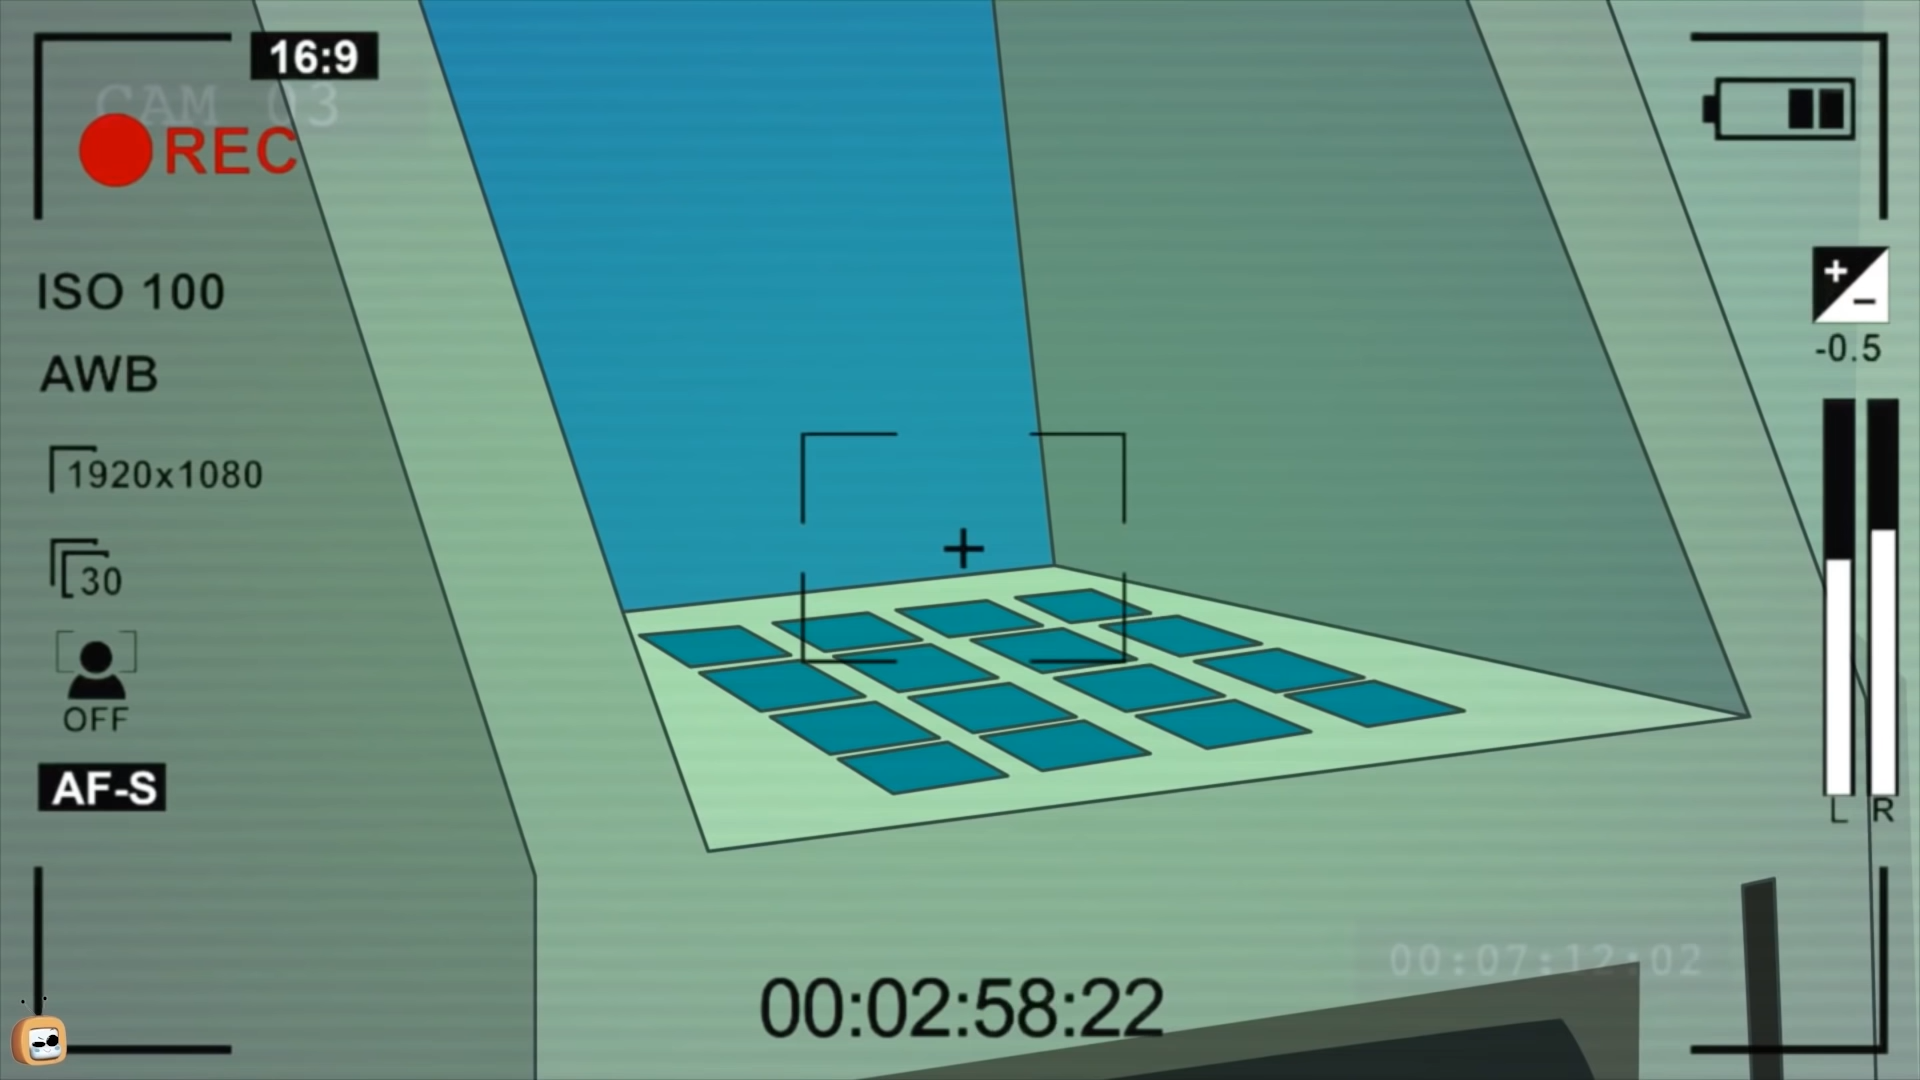 16:9
CAM 03
REC
ISO 100
AWB
1920x1080
30
OFF
AF-S
+
−
-0.5
L R
00:07:12:02
00:02:58:22